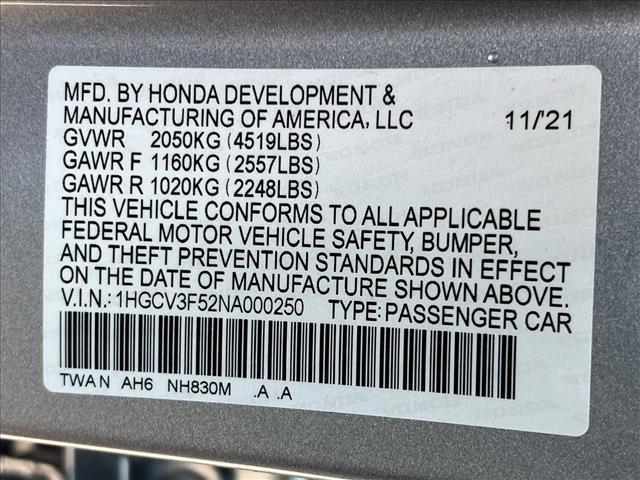 MFD. BY HONDA DEVELOPMENT &
MANUFACTURING OF AMERICA, LLC 11/'21
GVWR 2050KG (4519LBS)
GAWR F 1160KG (2557LBS)
GAWR R 1020KG (2248LBS)
THIS VEHICLE CONFORMS TO ALL APPLICABLE
FEDERAL MOTOR VEHICLE SAFETY, BUMPER,
AND THEFT PREVENTION STANDARDS IN EFFECT
ON THE DATE OF MANUFACTURE SHOWN ABOVE.
V.I.N.: 1HGCV3F52NA000250 TYPE: PASSENGER CAR
TWA N AH6 NH830M .A .A